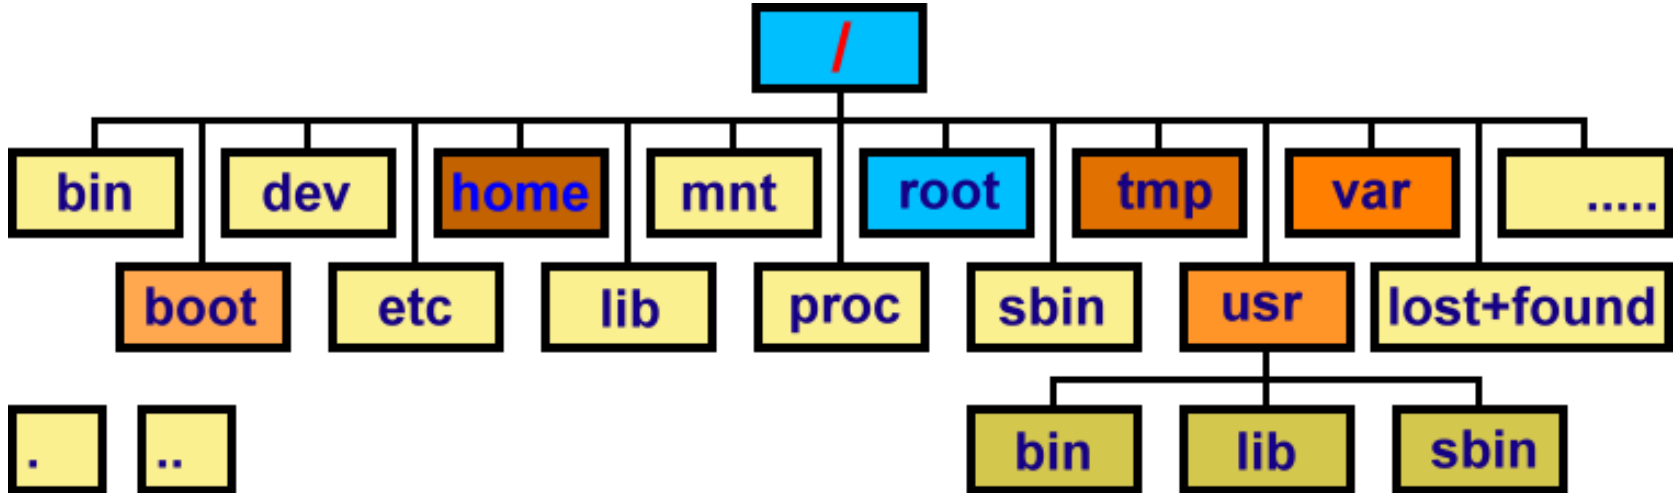 /
bin dev home mnt root tmp var .....
boot etc lib proc sbin usr lost+found
. .. bin lib sbin